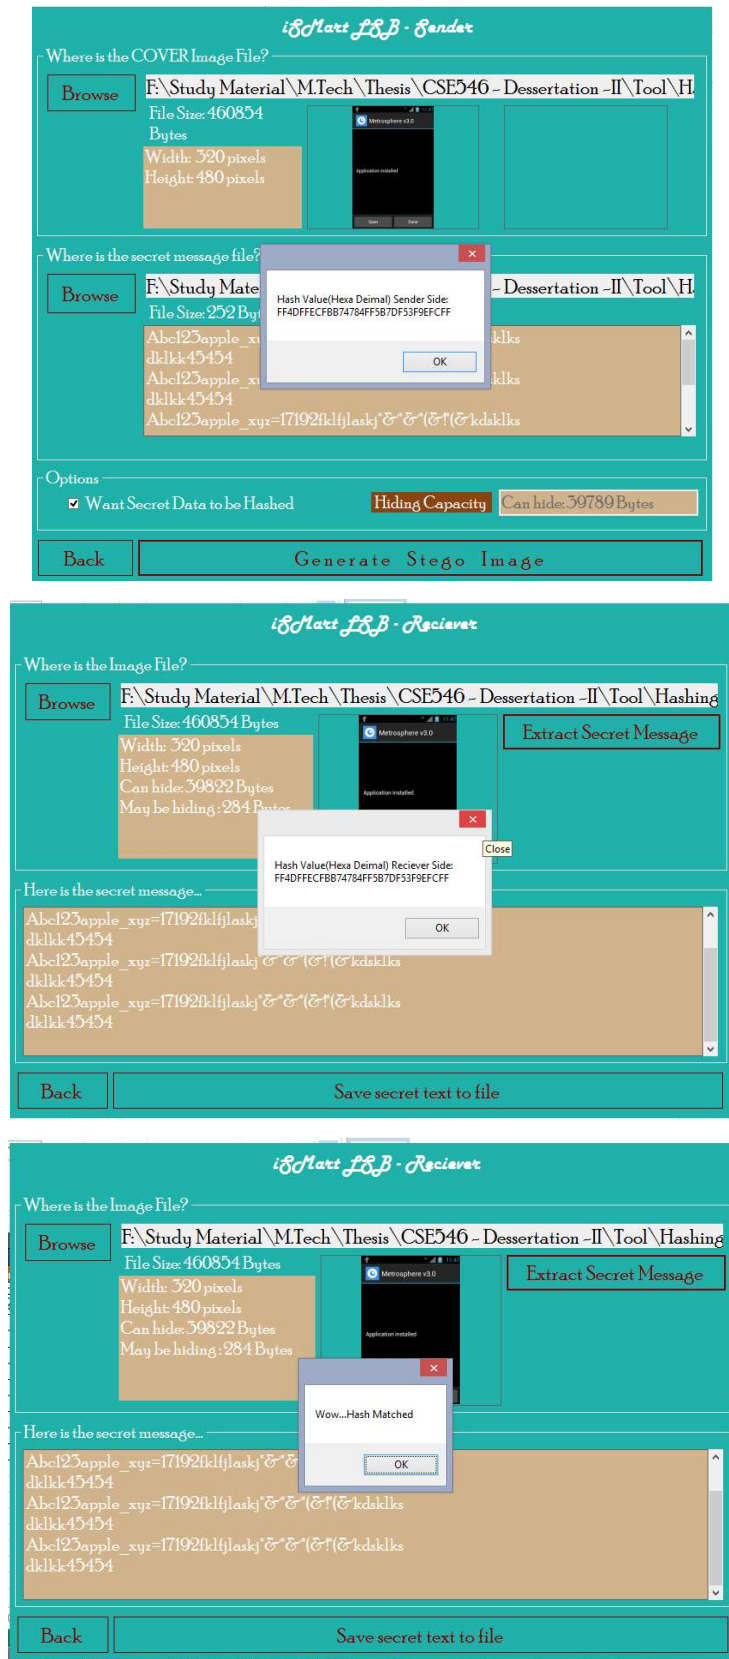 iSMart LSB - Sender
Where is the COVER Image File?
Browse
F:\Study Material\M.Tech\Thesis\CSE546 - Dessertation -II\Tool\H
File Size: 460854
Bytes
Width: 320 pixels
Height: 480 pixels
Metrosphere v3.0
Application installed
Open Done
Where is the secret message file?
Browse
F:\Study Mate
- Dessertation -II\Tool\H
File Size: 252 Byt
Hash Value(Hexa Deimal) Sender Side:
FF4DFFECFBB74784FF5B7DF53F9EFCFF
OK
Abc123apple_xy
klks
dklkk45454
Abc123apple_xy
klks
dklkk45454
Abc123apple_xyz=17192fklfjlaskj*&^&^(&!^(&^kdsklks
Options
Want Secret Data to be Hashed
Hiding Capacity
Can hide: 39789 Bytes
Back
Generate Stego Image
iSMart LSB - Reciever
Where is the Image File?
Browse
F:\Study Material\M.Tech\Thesis\CSE546 - Dessertation -II\Tool\Hashing
File Size: 460854 Bytes
Width: 320 pixels
Height: 480 pixels
Can hide: 39822 Bytes
May be hiding : 284 Bytes
11:47
Metrosphere v3.0
Application installed
Extract Secret Message
Close
Hash Value(Hexa Deimal) Reciever Side:
FF4DFFECFBB74784FF5B7DF53F9EFCFF
OK
Here is the secret message...
Abc123apple_xyz=17192fklfjlaskj
dklkk45454
Abc123apple_xyz=17192fklfjlaskj*&^&^(&!^(&^kdsklks
dklkk45454
Abc123apple_xyz=17192fklfjlaskj*&^&^(&!^(&^kdsklks
dklkk45454
Back
Save secret text to file
iSMart LSB - Reciever
Where is the Image File?
Browse
F:\Study Material\M.Tech\Thesis\CSE546 - Dessertation -II\Tool\Hashing
File Size: 460854 Bytes
Width: 320 pixels
Height: 480 pixels
Can hide: 39822 Bytes
May be hiding : 284 Bytes
11:47
Metrosphere v3.0
Application installed
Extract Secret Message
Wow...Hash Matched
OK
Here is the secret message...
Abc123apple_xyz=17192fklfjlaskj*&^&
dklkk45454
Abc123apple_xyz=17192fklfjlaskj*&^&^(&!^(&^kdsklks
dklkk45454
Abc123apple_xyz=17192fklfjlaskj*&^&^(&!^(&^kdsklks
dklkk45454
Back
Save secret text to file